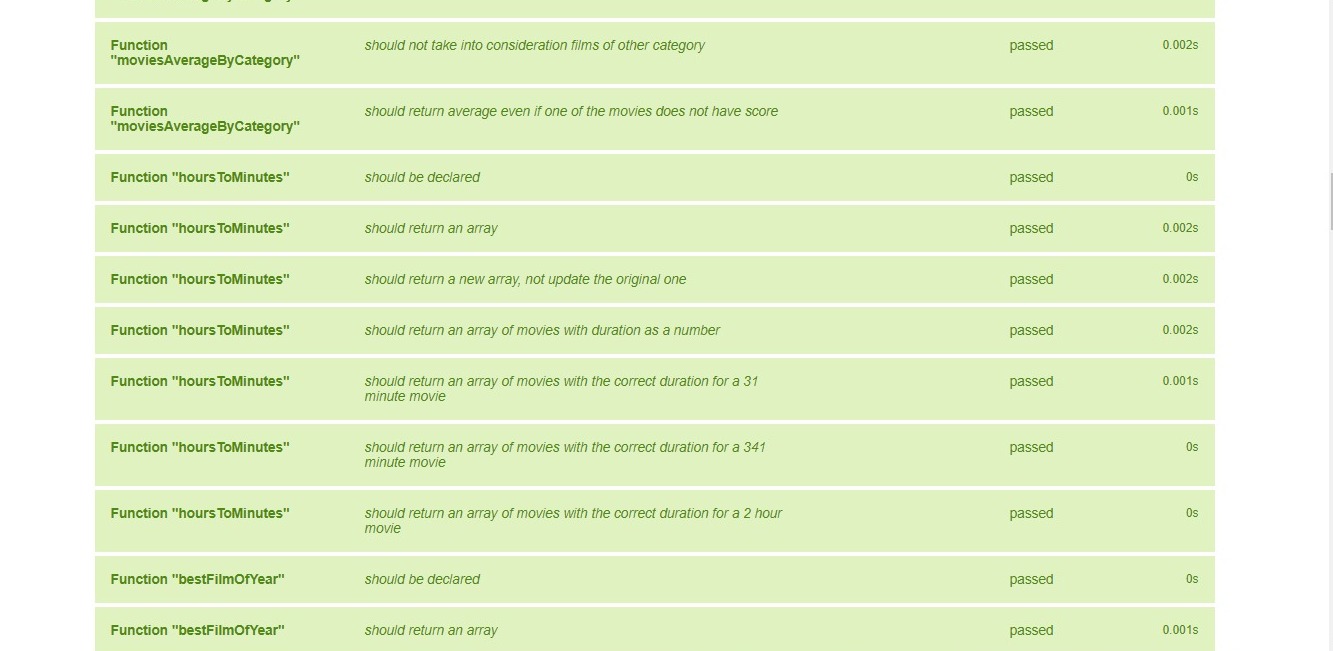 Function
"moviesAverageByCategory"
should not take into consideration films of other category
passed
0.002s
Function
"moviesAverageByCategory"
should return average even if one of the movies does not have score
passed
0.001s
Function "hoursToMinutes"
should be declared
passed
0s
Function "hoursToMinutes"
should return an array
passed
0.002s
Function "hoursToMinutes"
should return a new array, not update the original one
passed
0.002s
Function "hoursToMinutes"
should return an array of movies with duration as a number
passed
0.002s
Function "hoursToMinutes"
should return an array of movies with the correct duration for a 31
minute movie
passed
0.001s
Function "hoursToMinutes"
should return an array of movies with the correct duration for a 341
minute movie
passed
0s
Function "hoursToMinutes"
should return an array of movies with the correct duration for a 2 hour
movie
passed
0s
Function "bestFilmOfYear"
should be declared
passed
0s
Function "bestFilmOfYear"
should return an array
passed
0.001s